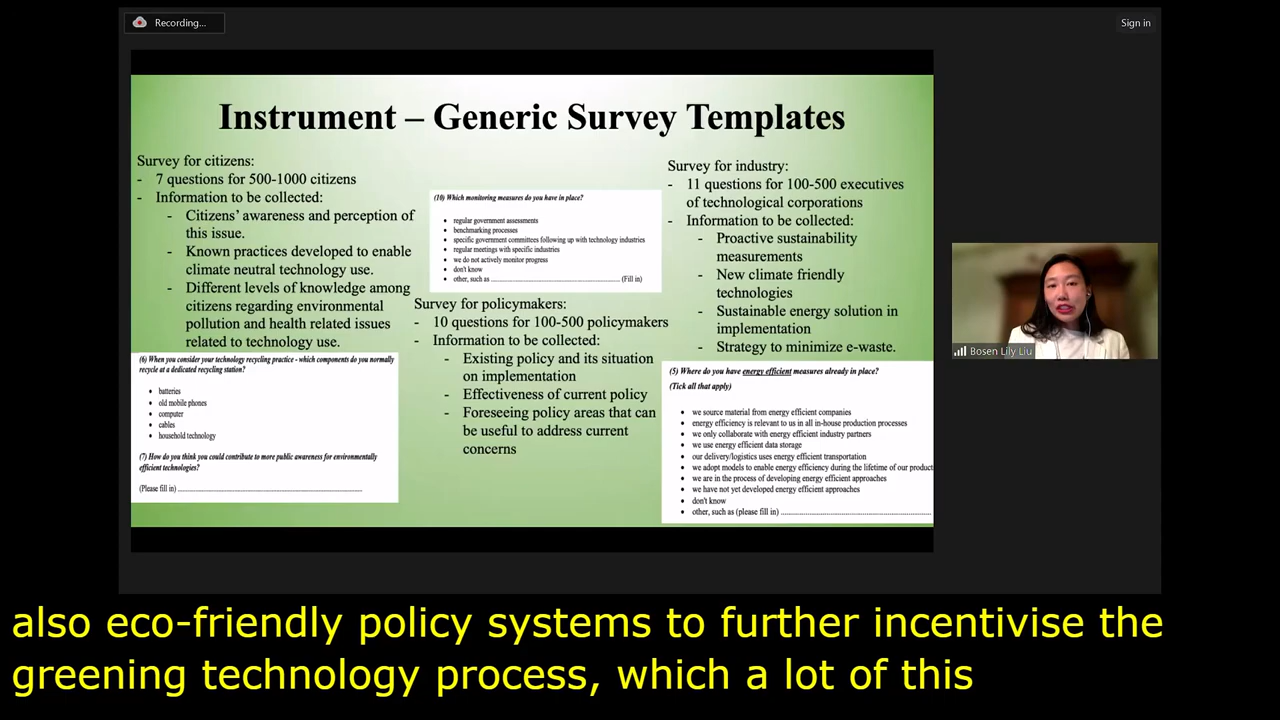 Recording...
Sign in
Instrument – Generic Survey Templates
Survey for citizens:
- 7 questions for 500-1000 citizens
- Information to be collected:
- Citizens' awareness and perception of
this issue.
- Known practices developed to enable
climate neutral technology use.
- Different levels of knowledge among
citizens regarding environmental
pollution and health related issues
related to technology use.
(6) When you consider your technology recycling practice - which components do you normally
recycle at a dedicated recycling station?
• batteries
• old mobile phones
• computer
• cables
• household technology
(7) How do you think you could contribute to more public awareness for environmentally
efficient technologies?
(Please fill in) ........................................
(10) Which monitoring measures do you have in place?
• regular government assessments
• benchmarking processes
• specific government committees following up with technology industries
• regular meetings with specific industries
• we do not actively monitor progress
• don't know
• other, such as ........................................ (Fill in)
Survey for policymakers:
- 10 questions for 100-500 policymakers
- Information to be collected:
- Existing policy and its situation
on implementation
- Effectiveness of current policy
- Foreseeing policy areas that can
be useful to address current
concerns
Survey for industry:
- 11 questions for 100-500 executives
of technological corporations
- Information to be collected:
- Proactive sustainability
measurements
- New climate friendly
technologies
- Sustainable energy solution in
implementation
- Strategy to minimize e-waste.
(5) Where do you have energy efficient measures already in place?
(Tick all that apply)
• we source material from energy efficient companies
• energy efficiency is relevant to us in all in-house production processes
• we only collaborate with energy efficient industry partners
• we use energy efficient data storage
• our delivery/logistics uses energy efficient transportation
• we adopt models to enable energy efficiency during the lifetime of our product
• we are in the process of developing energy efficient approaches
• we have not yet developed energy efficient approaches
• don't know
• other, such as (please fill in) ........................................
Bosen Lily Liu
also eco-friendly policy systems to further incentivise the
greening technology process, which a lot of this